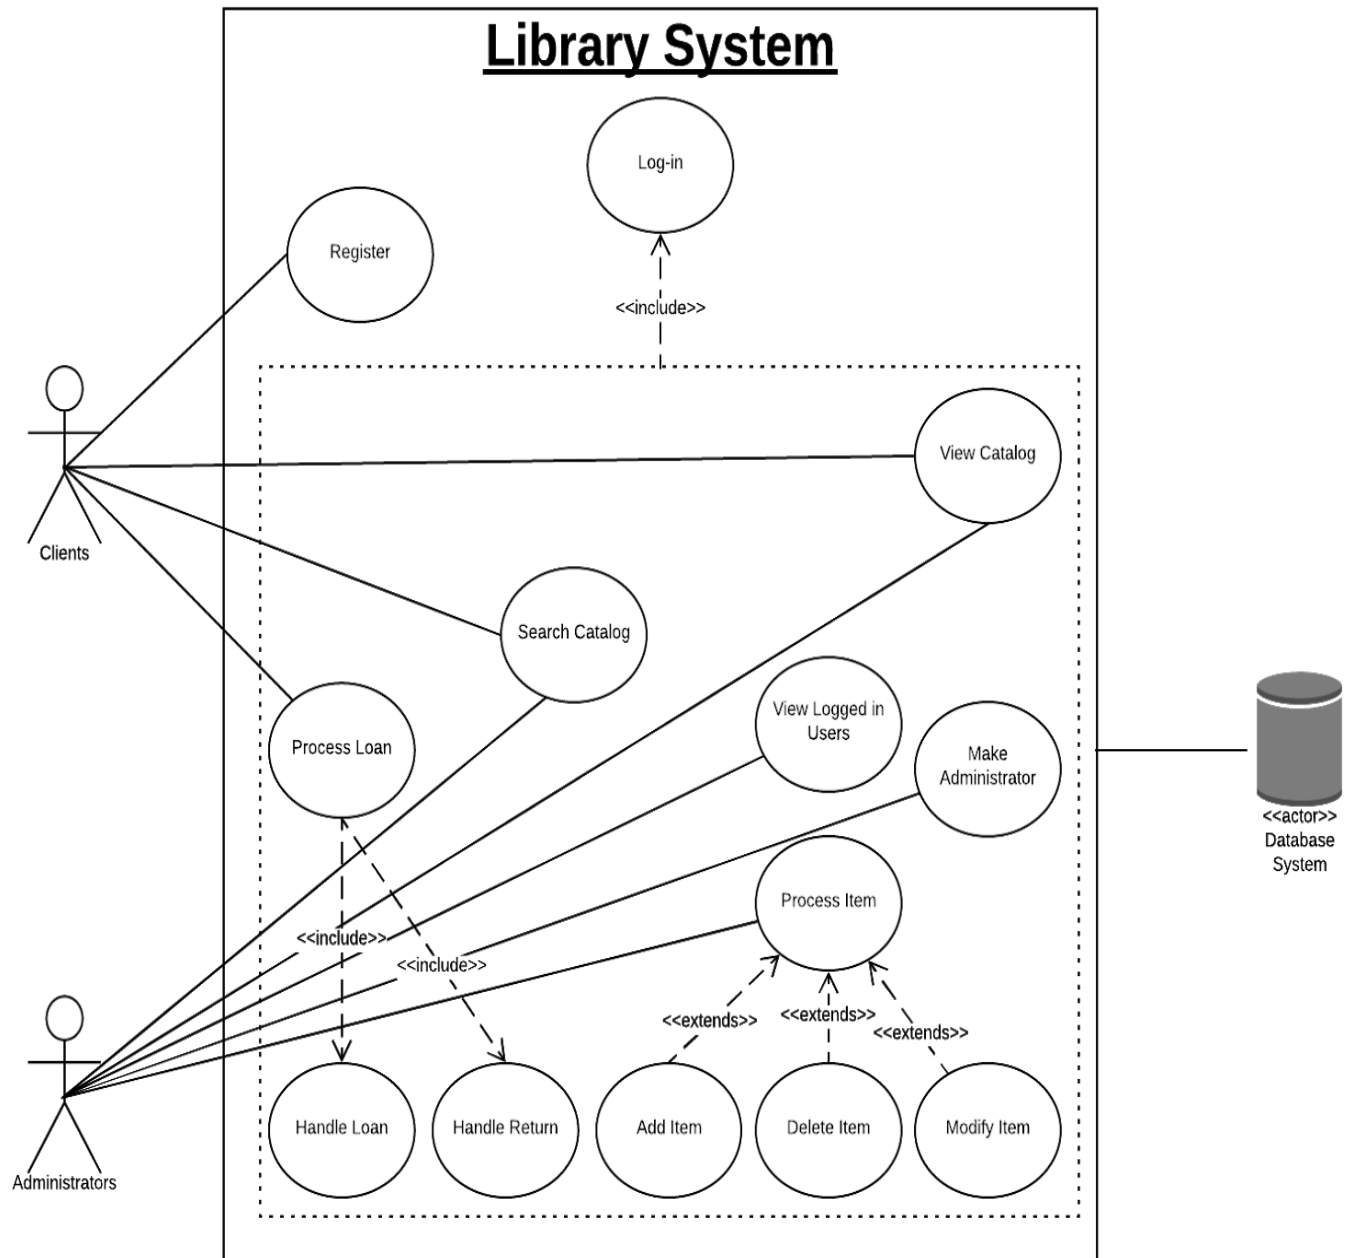 Library System
Log-in
Register
<<include>>
View Catalog
Clients
Search Catalog
View Logged in
Users
Process Loan
Make
Administrator
<<actor>>
Database
System
Process Item
<<include>>
<<include>>
<<extends>>
<<extends>>
<<extends>>
Handle Loan
Handle Return
Add Item
Delete Item
Modify Item
Administrators